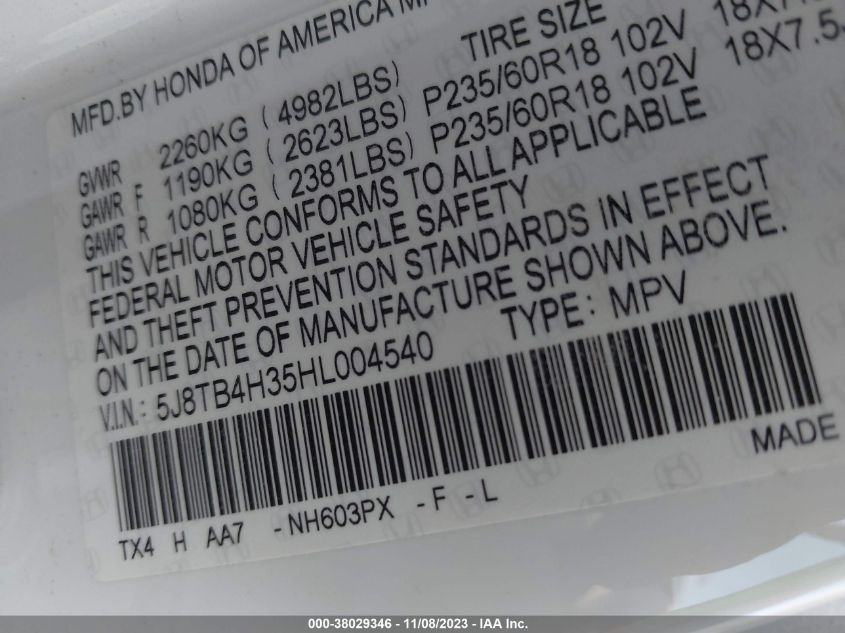 MFD.BY HONDA OF AMERICA
TIRE SIZE
GVWR 2260KG ( 4982LBS)
GAWR F 1190KG ( 2623LBS) P235/60R18 102V
GAWR R 1080KG ( 2381LBS) P235/60R18 102V 18X7.5J
THIS VEHICLE CONFORMS TO ALL APPLICABLE
FEDERAL MOTOR VEHICLE SAFETY
AND THEFT PREVENTION STANDARDS IN EFFECT
ON THE DATE OF MANUFACTURE SHOWN ABOVE.
V.I.N.: 5J8TB4H35HL004540 TYPE: MPV
MADE
TX4 H AA7 -NH603PX -F -L
000-38029346 - 11/08/2023 - IAA Inc.